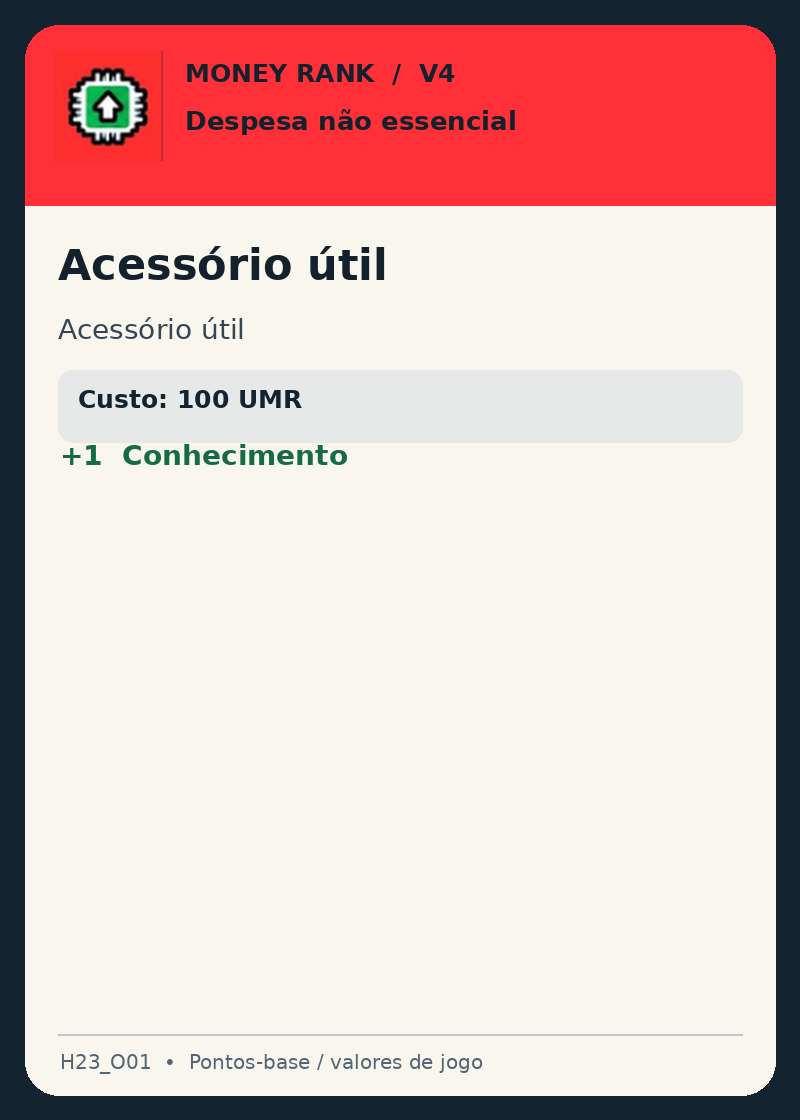 MONEY RANK / V4
Despesa não essencial
Acessório útil
Acessório útil
Custo: 100 UMR
+1 Conhecimento
H23_O01 • Pontos-base / valores de jogo